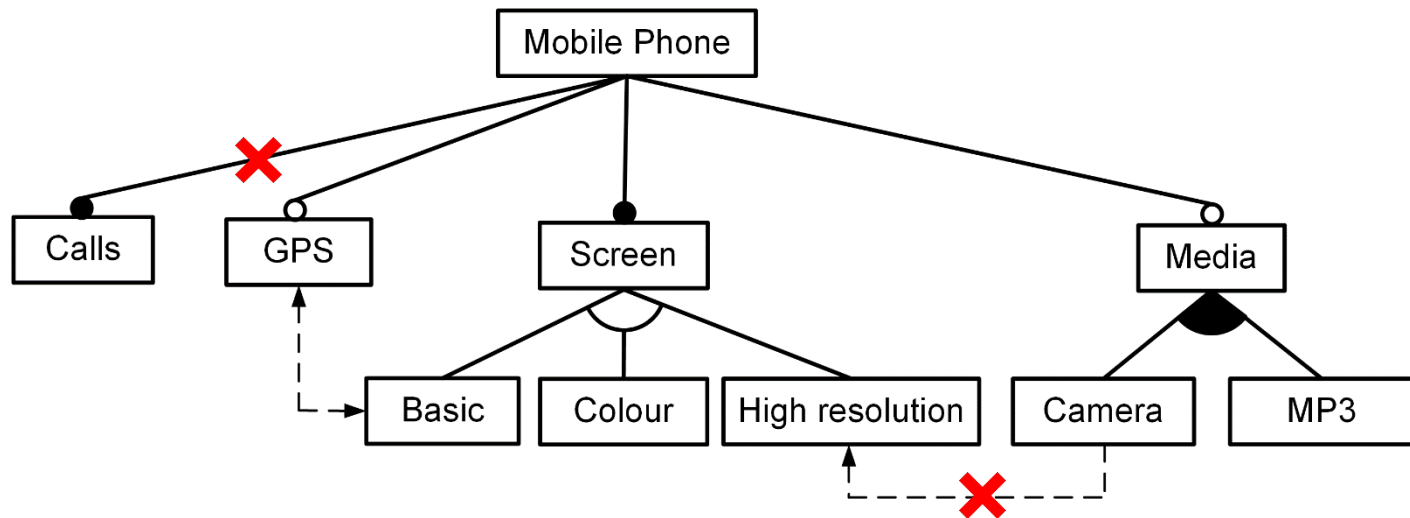 Mobile Phone
Calls
GPS
Screen
Media
Basic
Colour
High resolution
Camera
MP3